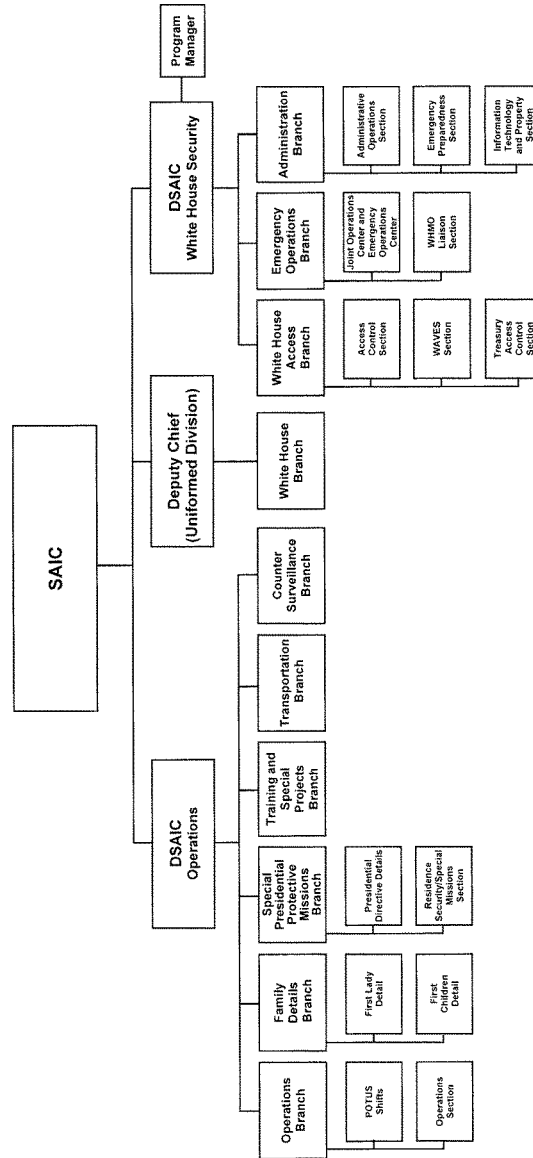 SAIC
DSAIC
Operations
Deputy Chief
(Uniformed Division)
DSAIC
White House Security
Program
Manager
Operations
Branch
Family
Details
Branch
Special
Presidential
Protective
Missions
Branch
Training and
Special
Projects
Branch
Transportation
Branch
Counter
Surveillance
Branch
White House
Branch
White House
Access
Branch
Emergency
Operations
Branch
Administration
Branch
POTUS
Shifts
First Lady
Detail
Presidential
Directive Details
Access
Control
Section
Joint Operations
Center and
Emergency
Operations
Center
Administrative
Operations
Section
Operations
Section
First
Children
Detail
Residence
Security/Special
Missions
Section
WAVES
Section
WHMO
Liaison
Section
Emergency
Preparedness
Section
Treasury
Access
Control
Section
Information
Technology
and Property
Section